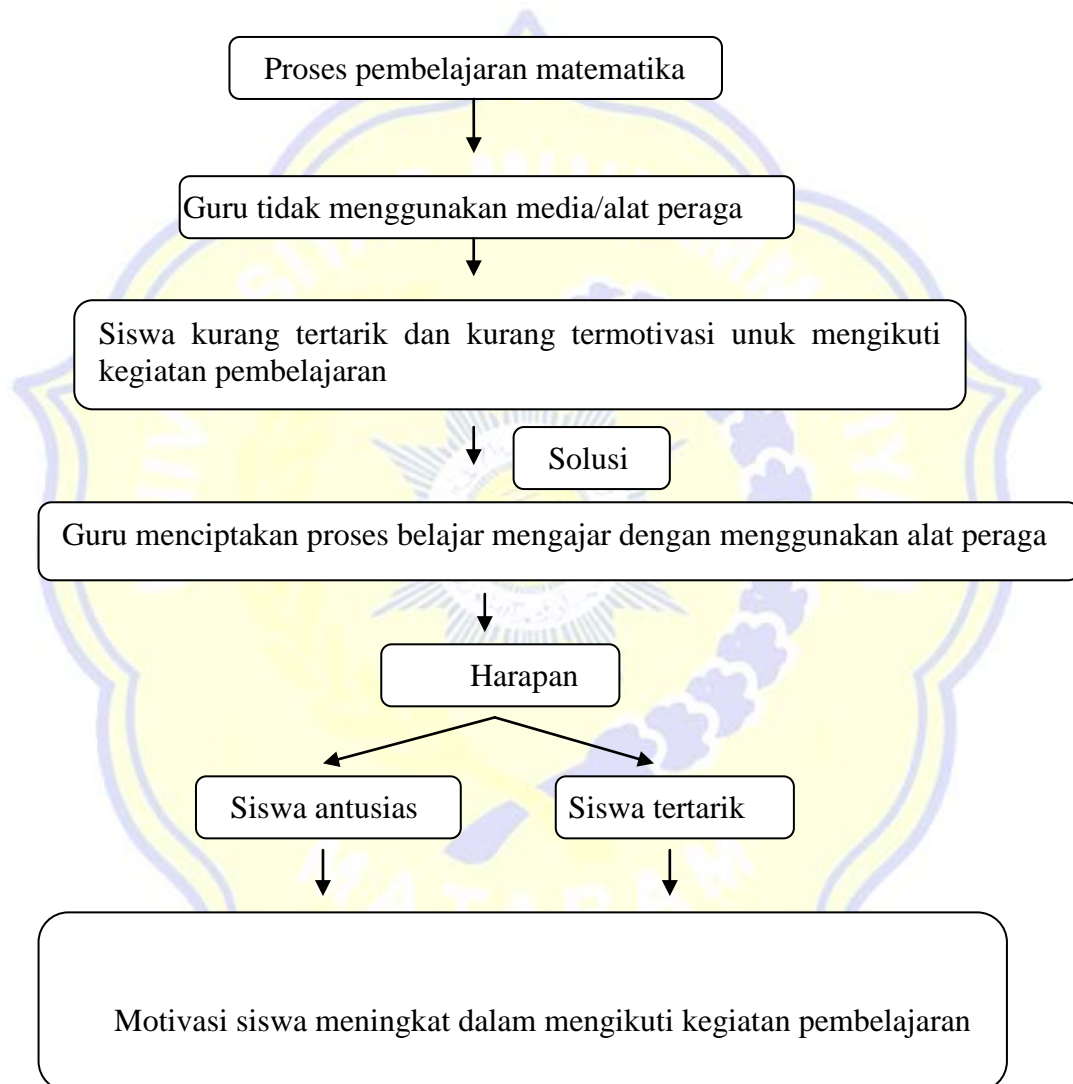 Proses pembelajaran matematika
Guru tidak menggunakan media/alat peraga
Siswa kurang tertarik dan kurang termotivasi unuk mengikuti
kegiatan pembelajaran
Solusi
Guru menciptakan proses belajar mengajar dengan menggunakan alat peraga
Harapan
Siswa antusias
Siswa tertarik
MATARAM
Motivasi siswa meningkat dalam mengikuti kegiatan pembelajaran